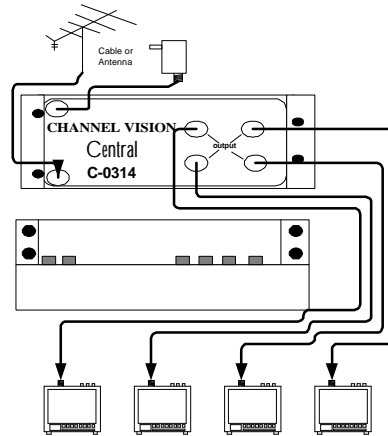 Cable or
Antenna
CHANNEL VISION
Central
C-0314
output